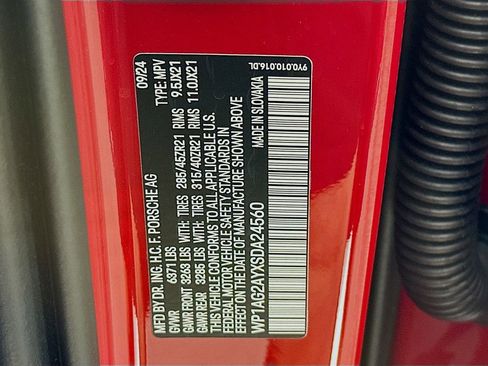 MFD BY DR. ING. H.C. F. PORSCHE AG 09/24
GVWR 6371 LBS TYPE: MPV
GAWR FRONT 3263 LBS WITH: TIRES 285/45ZR21 RIMS 9.5JX21
GAWR REAR 3285 LBS WITH: TIRES 315/40ZR21 RIMS 11.0JX21
THIS VEHICLE CONFORMS TO ALL APPLICABLE U.S.
FEDERAL MOTOR VEHICLE SAFETY STANDARDS IN
EFFECT ON THE DATE OF MANUFACTURE SHOWN ABOVE
WP1AG2AYXSDA24560 MADE IN SLOVAKIA
9Y0.010.016.DL